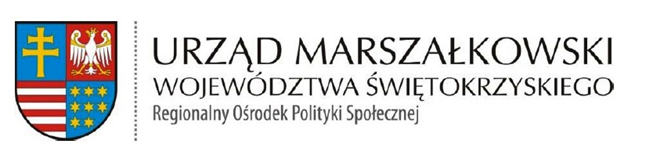 URZĄD MARSZAŁKOWSKI
WOJEWÓDZTWA ŚWIĘTOKRZYSKIEGO
Regionalny Ośrodek Polityki Społecznej